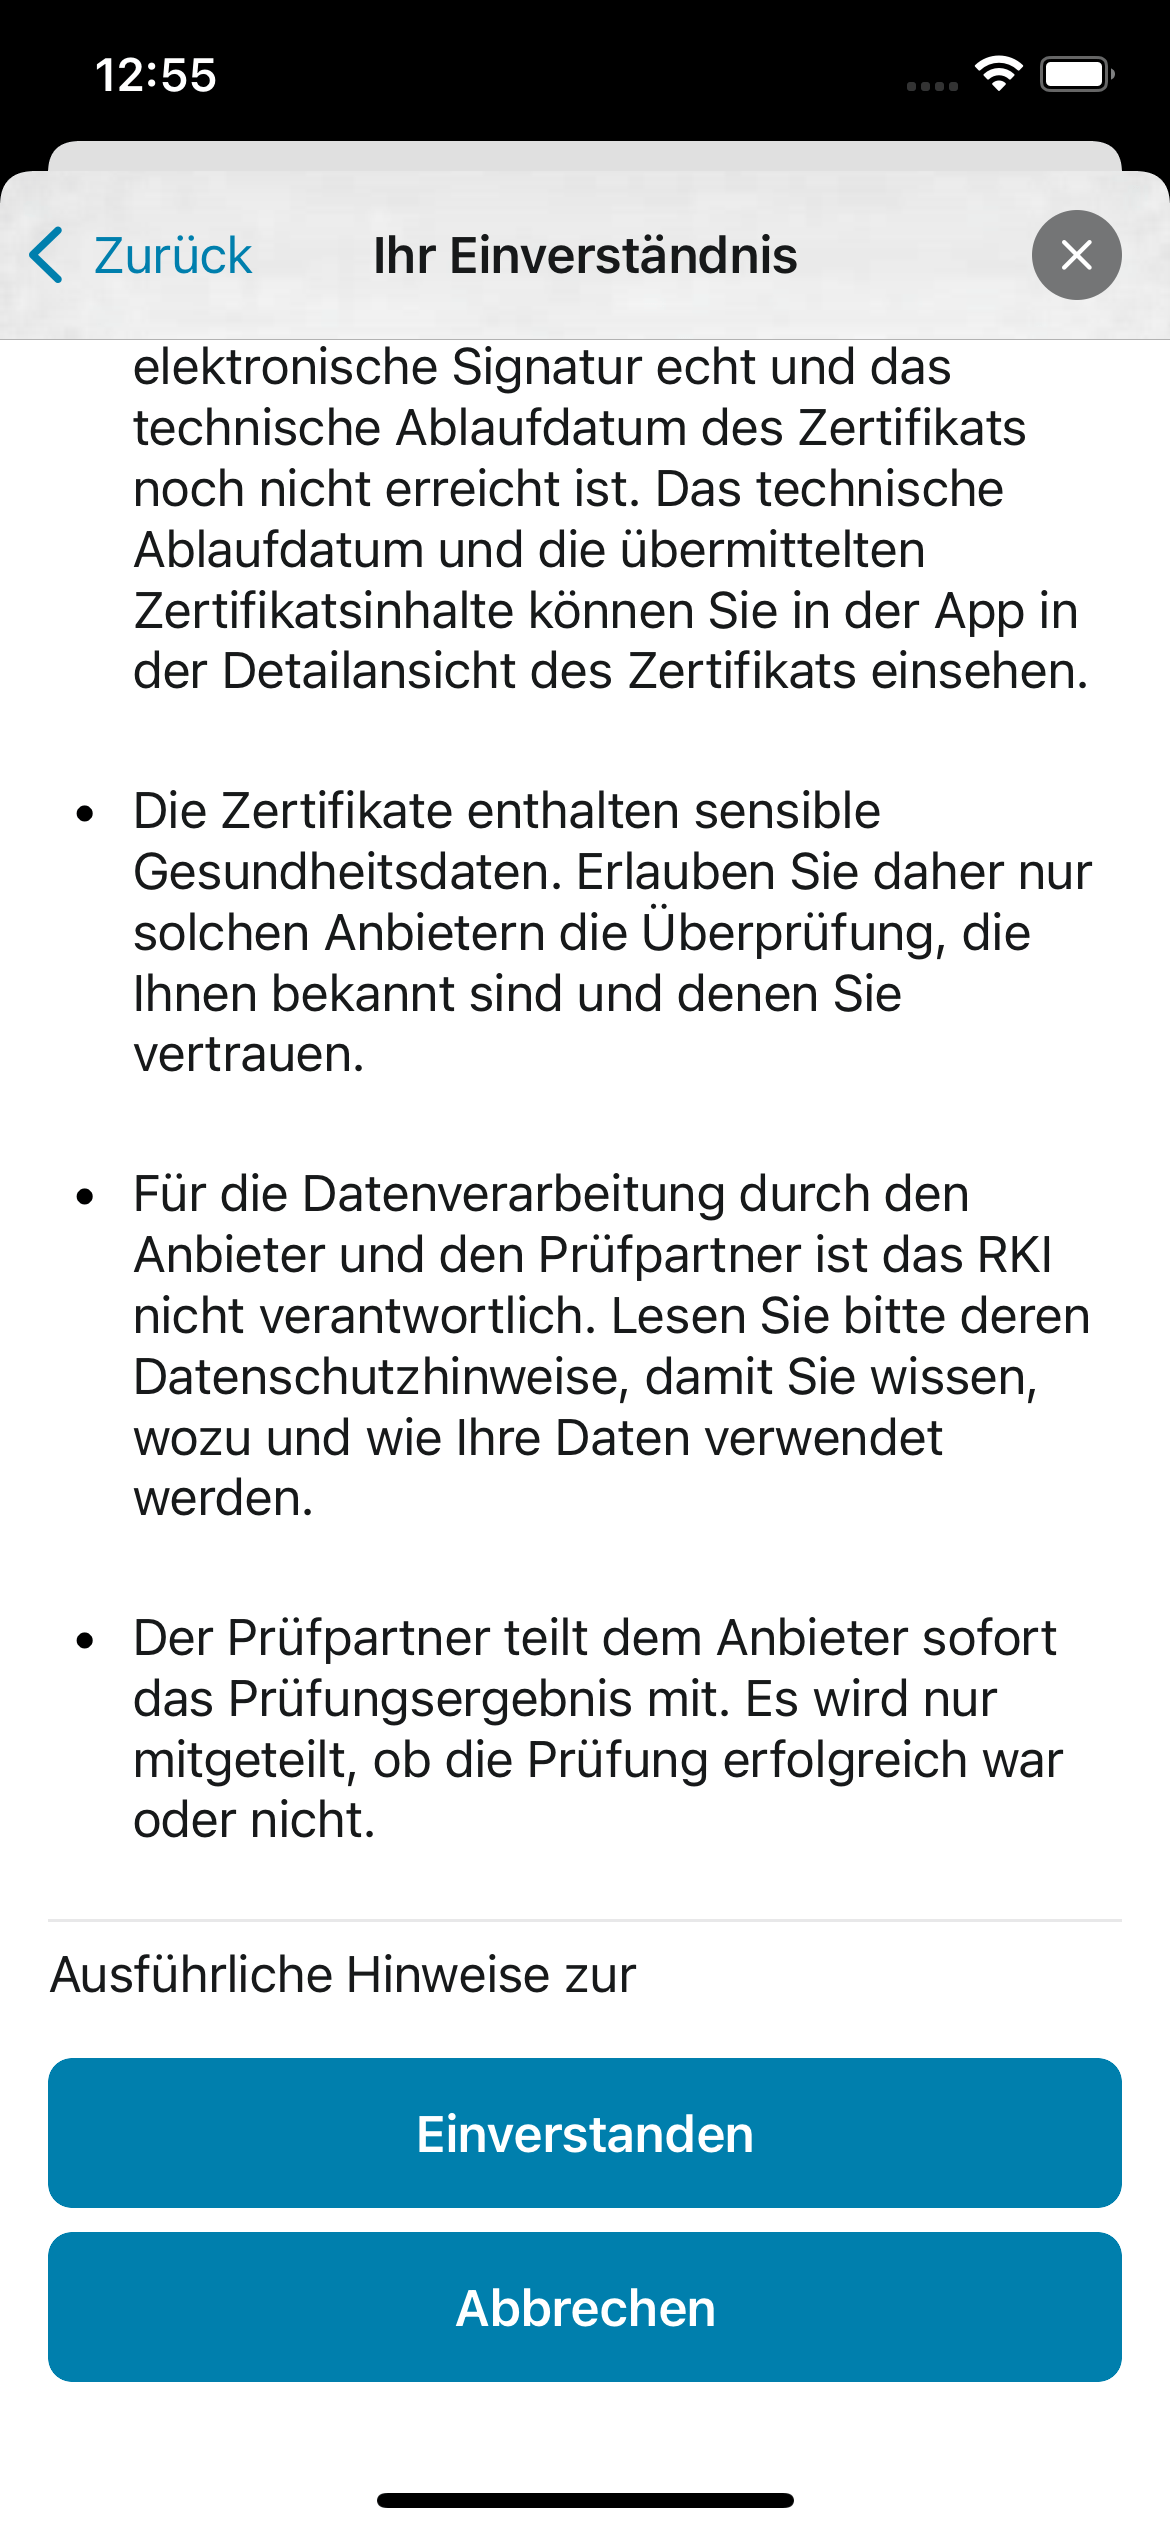 12:55
Zurück
Ihr Einverständnis
elektronische Signatur echt und das
technische Ablaufdatum des Zertifikats
noch nicht erreicht ist. Das technische
Ablaufdatum und die übermittelten
Zertifikatsinhalte können Sie in der App in
der Detailansicht des Zertifikats einsehen.
• Die Zertifikate enthalten sensible
Gesundheitsdaten. Erlauben Sie daher nur
solchen Anbietern die Überprüfung, die
Ihnen bekannt sind und denen Sie
vertrauen.
• Für die Datenverarbeitung durch den
Anbieter und den Prüfpartner ist das RKI
nicht verantwortlich. Lesen Sie bitte deren
Datenschutzhinweise, damit Sie wissen,
wozu und wie Ihre Daten verwendet
werden.
• Der Prüfpartner teilt dem Anbieter sofort
das Prüfungsergebnis mit. Es wird nur
mitgeteilt, ob die Prüfung erfolgreich war
oder nicht.
Ausführliche Hinweise zur
Einverstanden
Abbrechen